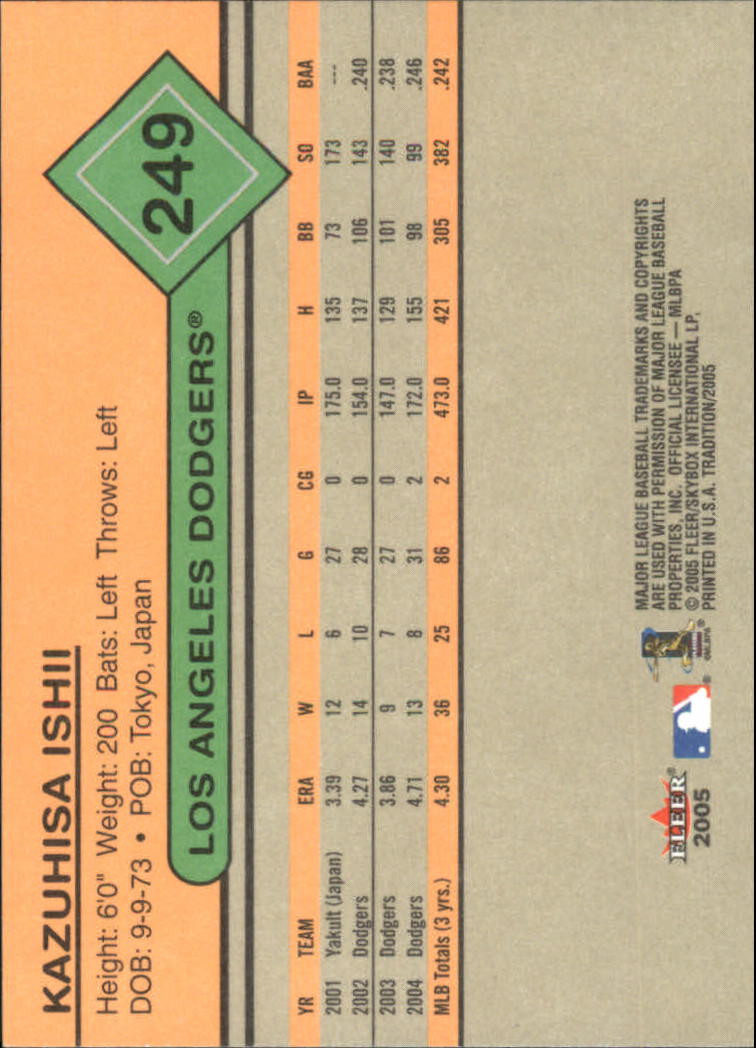 KAZUHISA ISHII
Height: 6'0" Weight: 200 Bats: Left Throws: Left
DOB: 9-9-73 • POB: Tokyo, Japan
249
LOS ANGELES DODGERS®
YR TEAM ERA W L G CG IP H BB SO BAA
2001 Yakult (Japan) 3.39 12 6 27 0 175.0 135 73 173 ---
2002 Dodgers 4.27 14 10 28 0 154.0 137 106 143 .240
2003 Dodgers 3.86 9 7 27 0 147.0 129 101 140 .238
2004 Dodgers 4.71 13 8 31 2 172.0 155 98 99 .246
MLB Totals (3 yrs.) 4.30 36 25 86 2 473.0 421 305 382 .242
FLEER®
2005
®
®
©MLBPA
MAJOR LEAGUE BASEBALL TRADEMARKS AND COPYRIGHTS
ARE USED WITH PERMISSION OF MAJOR LEAGUE BASEBALL
PROPERTIES, INC. OFFICIAL LICENSEE — MLBPA
© 2005 FLEER/SKYBOX INTERNATIONAL LP,
PRINTED IN U.S.A. TRADITION/2005